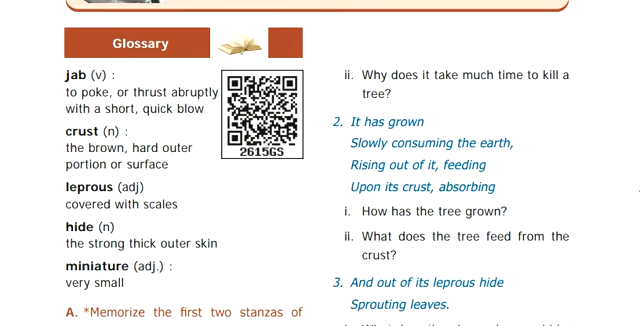 Glossary
jab (v) :
to poke, or thrust abruptly
with a short, quick blow
crust (n) :
the brown, hard outer
portion or surface
leprous (adj)
covered with scales
hide (n)
the strong thick outer skin
miniature (adj.) :
very small
A. *Memorize the first two stanzas of
2615GS
ii. Why does it take much time to kill a
tree?
2. It has grown
Slowly consuming the earth,
Rising out of it, feeding
Upon its crust, absorbing
i. How has the tree grown?
ii. What does the tree feed from the
crust?
3. And out of its leprous hide
Sprouting leaves.